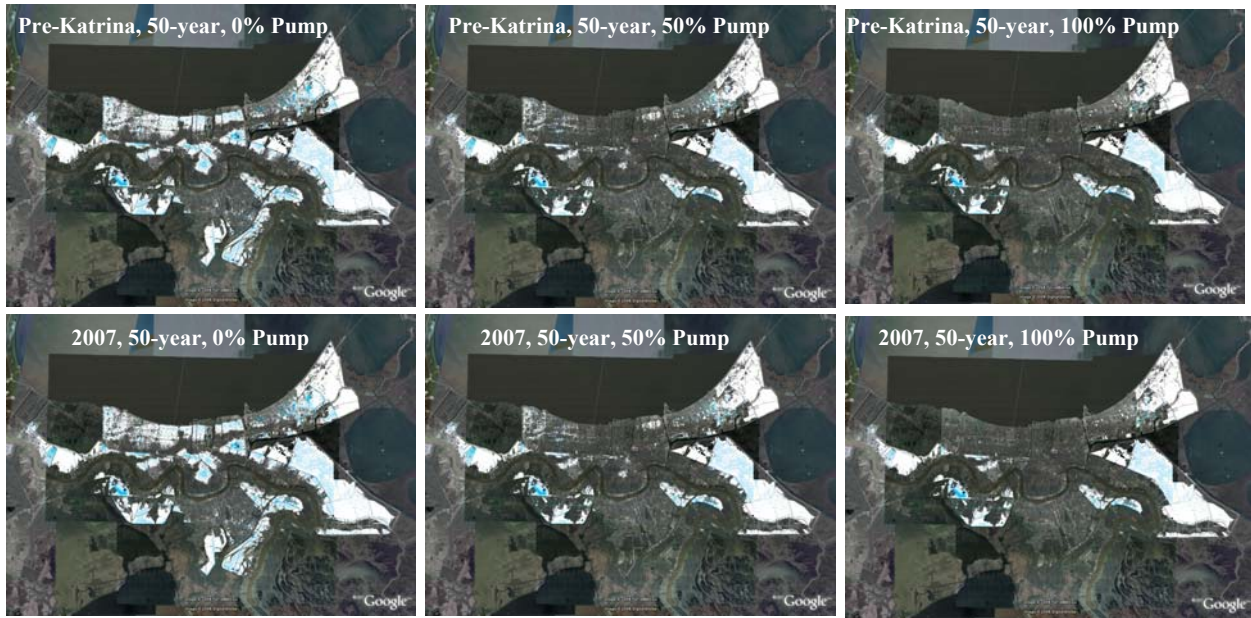 Pre-Katrina, 50-year, 0% Pump
Pre-Katrina, 50-year, 50% Pump
Pre-Katrina, 50-year, 100% Pump
Google
Google
Google
2007, 50-year, 0% Pump
2007, 50-year, 50% Pump
2007, 50-year, 100% Pump
Google
Google
Google